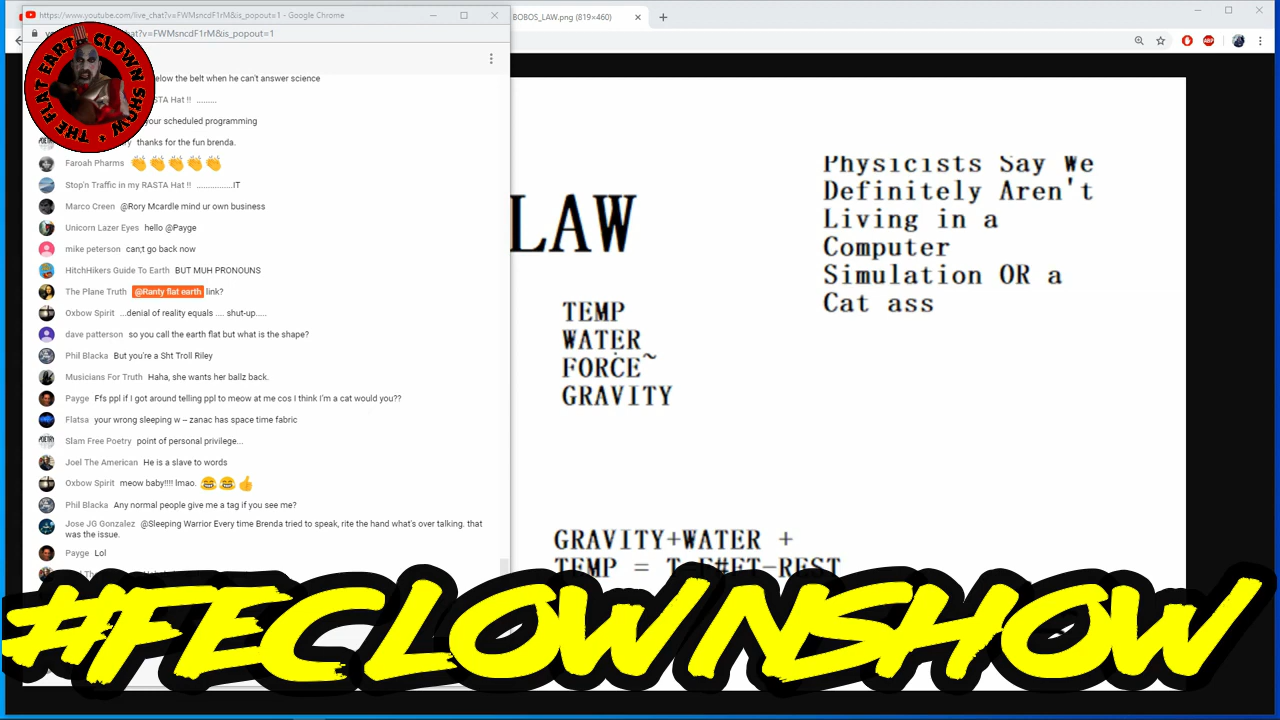 https://www.youtube.com/live_chat?v=FWMsncdF1rM&is_popout=1 - Google Chrome
BOBOS_LAW.png (819×460)
chat?v=FWMsncdF1rM&is_popout=1
THE FLAT EARTH CLOWN SHOW
elow the belt when he can't answer science
STA Hat !! .........
your scheduled programming
thanks for the fun brenda.
Faroah Pharms
Stop'n Traffic in my RASTA Hat !! ................IT
Marco Creen @Rory Mcardle mind ur own business
Unicorn Lazer Eyes hello @Payge
mike peterson can;t go back now
HitchHikers Guide To Earth BUT MUH PRONOUNS
The Plane Truth @Ranty flat earth link?
Oxbow Spirit ...denial of reality equals .... shut-up.....
dave patterson so you call the earth flat but what is the shape?
Phil Blacka But you're a Sht Troll Riley
Musicians For Truth Haha, she wants her ballz back.
Payge Ffs ppl if I got around telling ppl to meow at me cos I think I'm a cat would you??
Flatsa your wrong sleeping w -- zanac has space time fabric
Slam Free Poetry point of personal privilege...
Joel The American He is a slave to words
Oxbow Spirit meow baby!!!! lmao.
Phil Blacka Any normal people give me a tag if you see me?
Jose JG Gonzalez @Sleeping Warrior Every time Brenda tried to speak, rite the hand what's over talking. that
was the issue.
Payge Lol
LAW
TEMP
WATER
FORCE~
GRAVITY
Physicists Say We
Definitely Aren't
Living in a
Computer
Simulation OR a
Cat ass
GRAVITY+WATER +
TEMP =
#FECLOWNSHOW